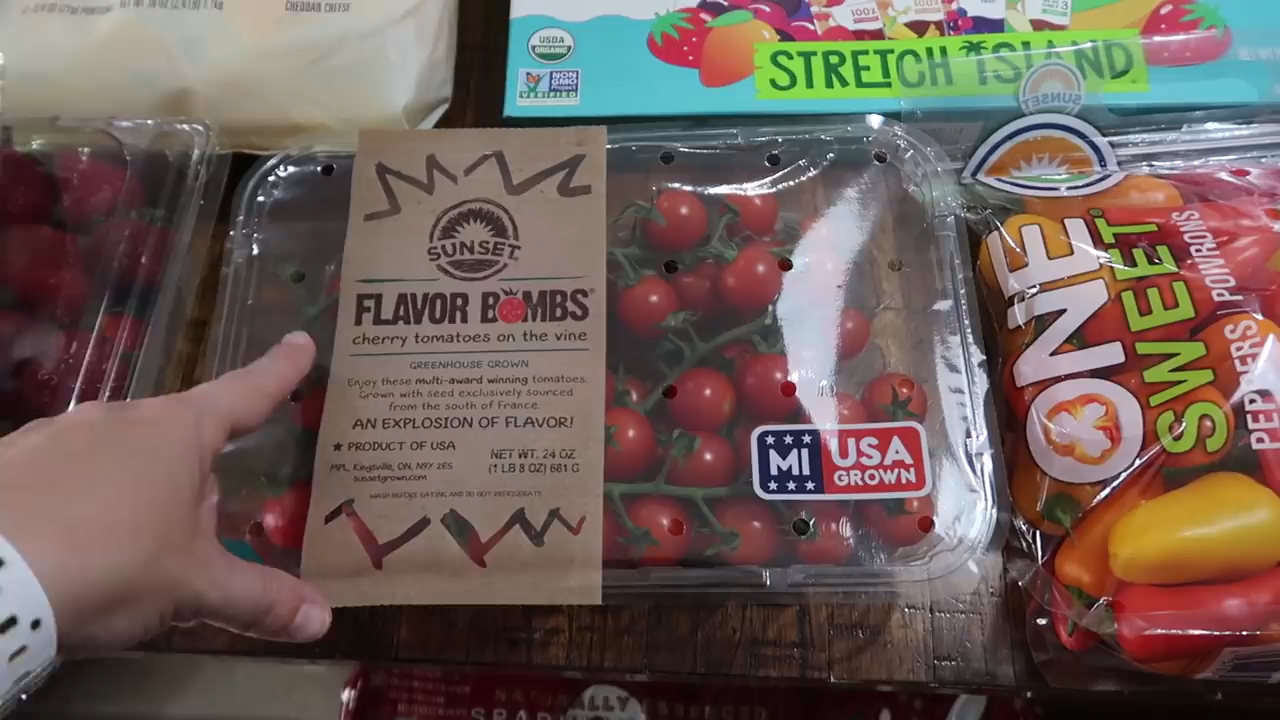 CHEDDAR CHEESE
USDA
ORGANIC
NON
GMO
Project
VERIFIED
100%
100%
STRETCH ISLAND
SUNSET
SUNSET
FLAVOR BOMBS®
cherry tomatoes on the vine
GREENHOUSE GROWN
Enjoy these multi-award winning tomatoes.
Grown with seed exclusively sourced
from the south of France.
AN EXPLOSION OF FLAVOR!
★ PRODUCT OF USA
MPL, Kingsville, ON, N9Y 2E5
sunsetgrown.com
NET WT. 24 OZ
(1 LB 8 OZ) 681 G
WASH BEFORE EATING AND DO NOT REFRIGERATE
MI USA
GROWN
ONE
SWEET
PEPPERS / POIVRONS